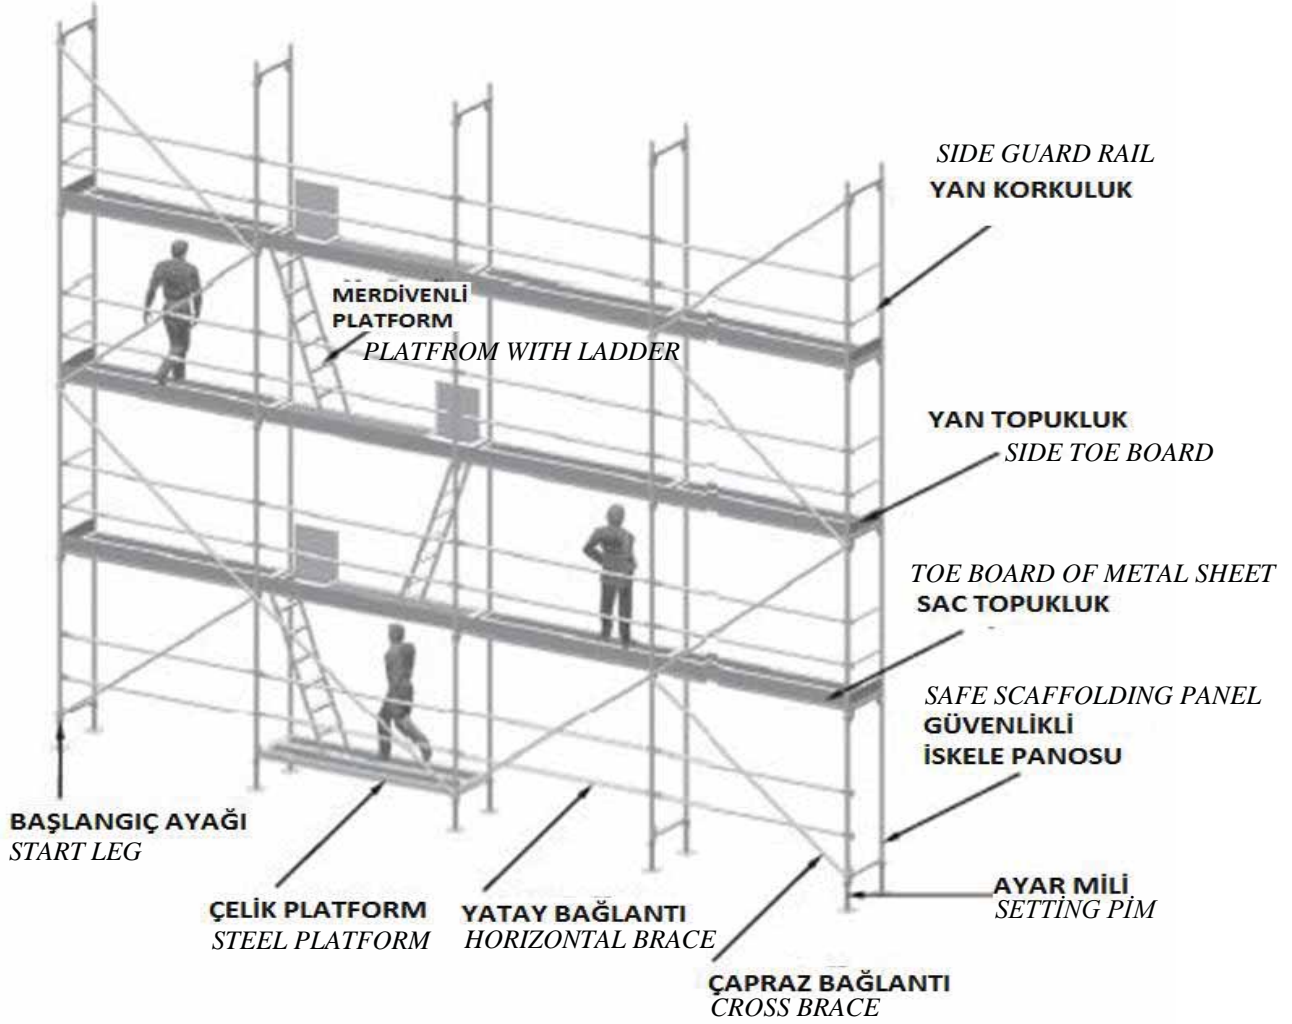 SIDE GUARD RAIL
YAN KORKULUK
MERDİVENLİ
PLATFORM
PLATFROM WITH LADDER
YAN TOPUKLUK
SIDE TOE BOARD
TOE BOARD OF METAL SHEET
SAC TOPUKLUK
SAFE SCAFFOLDING PANEL
GÜVENLİKLİ
İSKELE PANOSU
BAŞLANGIÇ AYAĞI
START LEG
ÇELİK PLATFORM
STEEL PLATFORM
YATAY BAĞLANTI
HORIZONTAL BRACE
AYAR MİLİ
SETTING PİM
ÇAPRAZ BAĞLANTI
CROSS BRACE